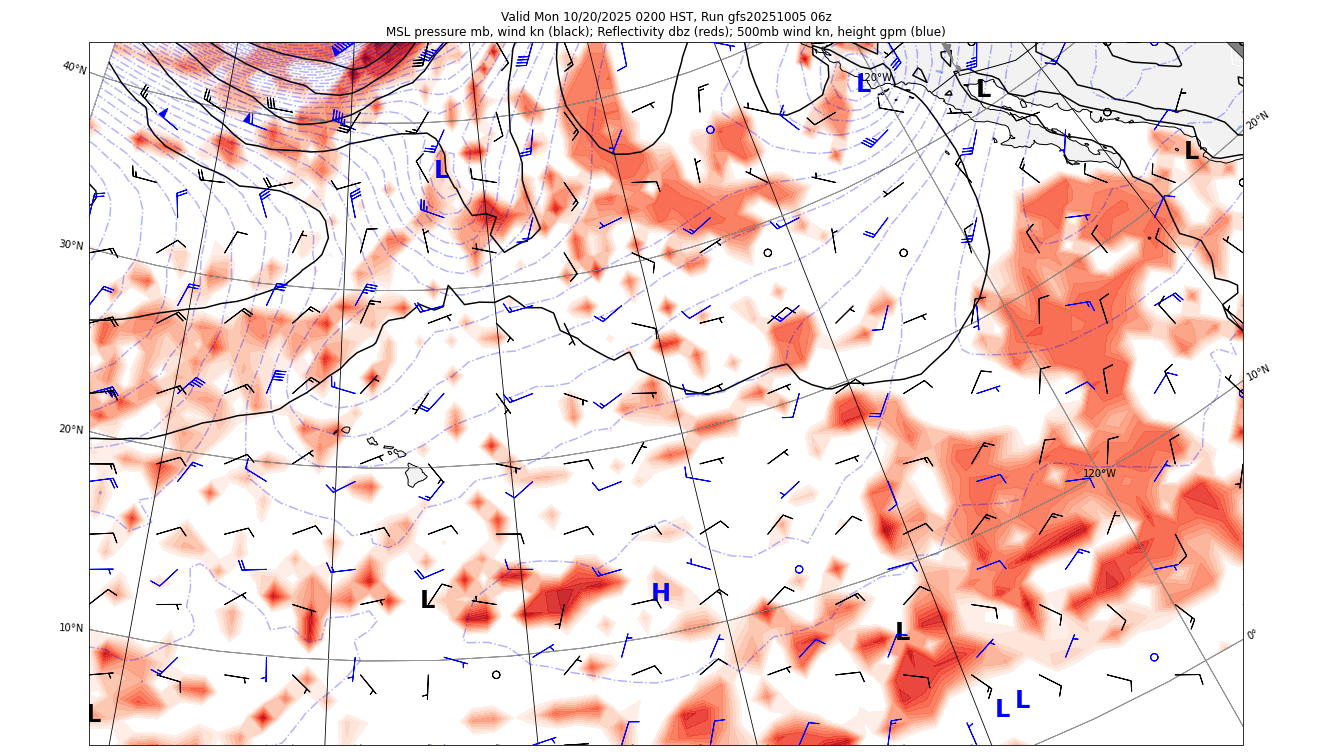 Valid Mon 10/20/2025 0200 HST, Run gfs20251005 06z
MSL pressure mb, wind kn (black); Reflectivity dbz (reds); 500mb wind kn, height gpm (blue)
40°N
120°W
L
L
20°N
L
L
30°N
10°N
20°N
120°W
H
L
10°N
L
0°
L
L
L